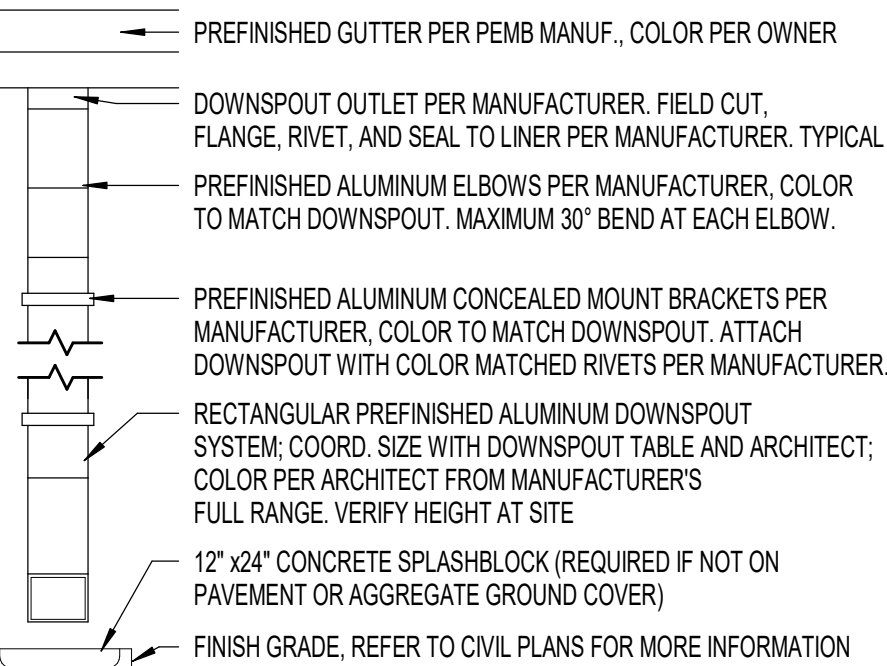 PREFINISHED GUTTER PER PEMB MANUF., COLOR PER OWNER
DOWNSPOUT OUTLET PER MANUFACTURER. FIELD CUT,
FLANGE, RIVET, AND SEAL TO LINER PER MANUFACTURER. TYPICAL
PREFINISHED ALUMINUM ELBOWS PER MANUFACTURER, COLOR
TO MATCH DOWNSPOUT. MAXIMUM 30° BEND AT EACH ELBOW.
PREFINISHED ALUMINUM CONCEALED MOUNT BRACKETS PER
MANUFACTURER, COLOR TO MATCH DOWNSPOUT. ATTACH
DOWNSPOUT WITH COLOR MATCHED RIVETS PER MANUFACTURER.
RECTANGULAR PREFINISHED ALUMINUM DOWNSPOUT
SYSTEM; COORD. SIZE WITH DOWNSPOUT TABLE AND ARCHITECT;
COLOR PER ARCHITECT FROM MANUFACTURER'S
FULL RANGE. VERIFY HEIGHT AT SITE
12" x24" CONCRETE SPLASHBLOCK (REQUIRED IF NOT ON
PAVEMENT OR AGGREGATE GROUND COVER)
FINISH GRADE, REFER TO CIVIL PLANS FOR MORE INFORMATION